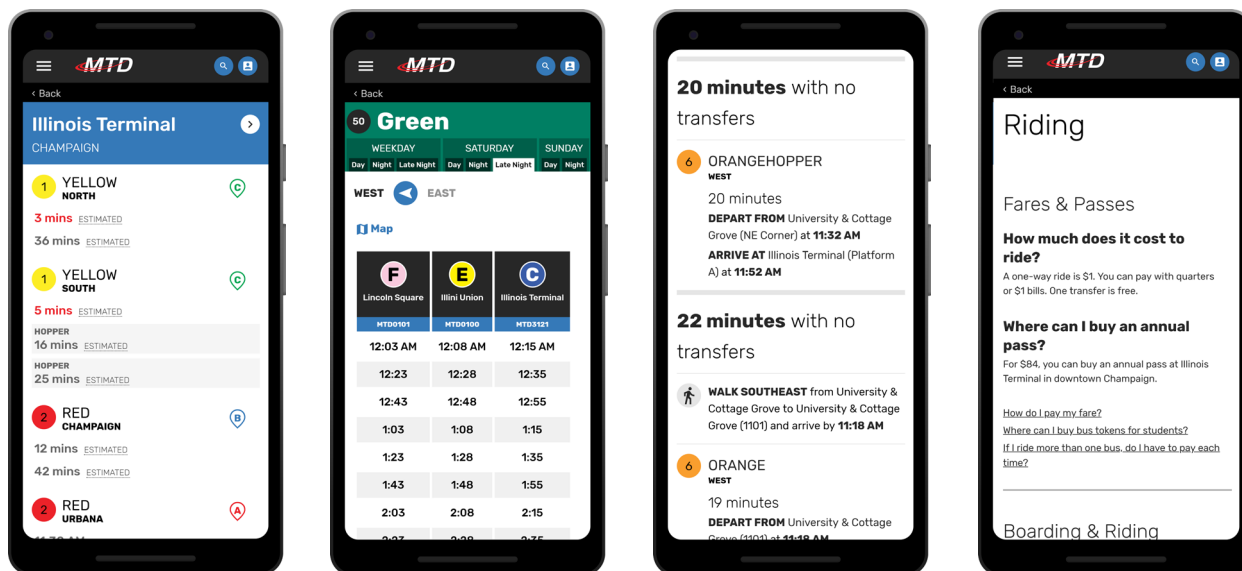 MTD
‹ Back
Illinois Terminal
CHAMPAIGN
1 YELLOW
NORTH
C
3 mins ESTIMATED
36 mins ESTIMATED
1 YELLOW
SOUTH
C
5 mins ESTIMATED
HOPPER
16 mins ESTIMATED
HOPPER
25 mins ESTIMATED
2 RED
CHAMPAIGN
B
12 mins ESTIMATED
42 mins ESTIMATED
2 RED
URBANA
A
MTD
‹ Back
50 Green
WEEKDAY SATURDAY SUNDAY
Day Night Late Night Day Night Late Night Day Night
WEST EAST
Map
F E C
Lincoln Square Illini Union Illinois Terminal
MTD0101 MTD0100 MTD3121
12:03 AM 12:08 AM 12:15 AM
12:23 12:28 12:35
12:43 12:48 12:55
1:03 1:08 1:15
1:23 1:28 1:35
1:43 1:48 1:55
2:03 2:08 2:15
2:23 2:28 2:35
20 minutes with no
transfers
6 ORANGEHOPPER
WEST
20 minutes
DEPART FROM University & Cottage
Grove (NE Corner) at 11:32 AM
ARRIVE AT Illinois Terminal (Platform
A) at 11:52 AM
22 minutes with no
transfers
WALK SOUTHEAST from University &
Cottage Grove to University & Cottage
Grove (1101) and arrive by 11:18 AM
6 ORANGE
WEST
19 minutes
DEPART FROM University & Cottage
Grove (1101) at 11:18 AM
MTD
‹ Back
Riding
Fares & Passes
How much does it cost to
ride?
A one-way ride is $1. You can pay with quarters
or $1 bills. One transfer is free.
Where can I buy an annual
pass?
For $84, you can buy an annual pass at Illinois
Terminal in downtown Champaign.
How do I pay my fare?
Where can I buy bus tokens for students?
If I ride more than one bus, do I have to pay each
time?
Boarding & Riding